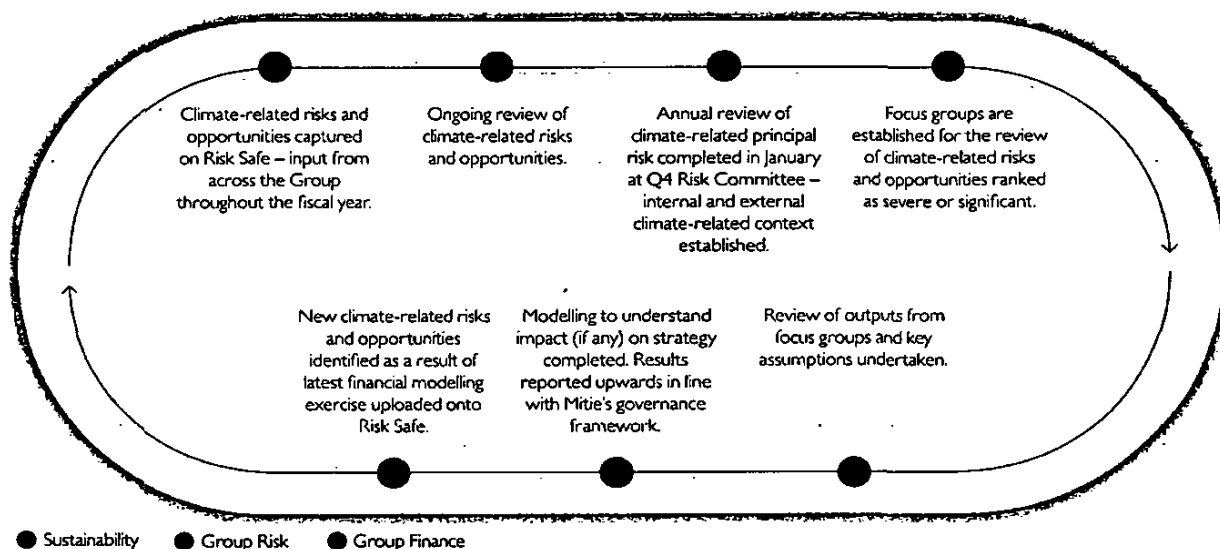 Climate-related risks and
opportunities captured
on Risk Safe – input from
across the Group
throughout the fiscal year.
Ongoing review of
climate-related risks
and opportunities.
Annual review of
climate-related principal
risk completed in January
at Q4 Risk Committee –
internal and external
climate-related context
established.
Focus groups are
established for the review
of climate-related risks
and opportunities ranked
as severe or significant.
New climate-related risks
and opportunities
identified as a result of
latest financial modelling
exercise uploaded onto
Risk Safe.
Modelling to understand
impact (if any) on strategy
completed. Results
reported upwards in line
with Mitie's governance
framework.
Review of outputs from
focus groups and key
assumptions undertaken.
Sustainability
Group Risk
Group Finance